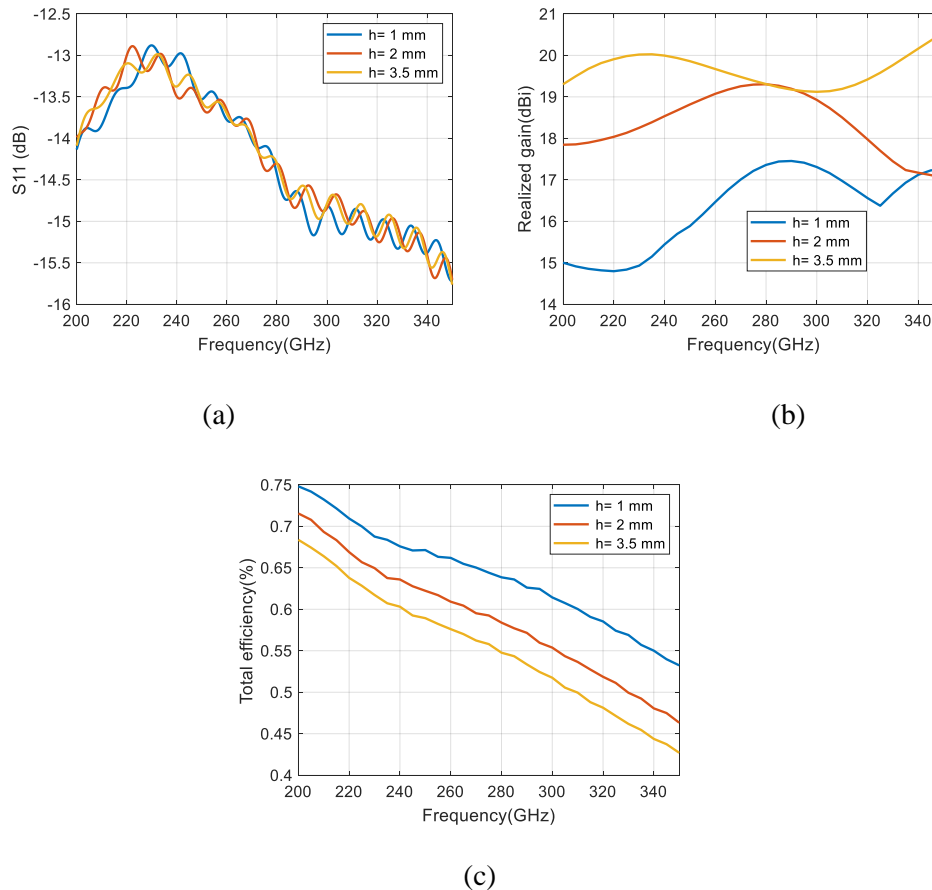 -12.5
-13
-13.5
-14
-14.5
-15
-15.5
-16
S11 (dB)
200 220 240 260 280 300 320 340
Frequency(GHz)
h= 1 mm
h= 2 mm
h= 3.5 mm
(a)
21
20
19
18
17
16
15
14
Realized gain(dBi)
200 220 240 260 280 300 320 340
Frequency(GHz)
h= 1 mm
h= 2 mm
h= 3.5 mm
(b)
0.75
0.7
0.65
0.6
0.55
0.5
0.45
0.4
Total efficiency(%)
200 220 240 260 280 300 320 340
Frequency(GHz)
h= 1 mm
h= 2 mm
h= 3.5 mm
(c)